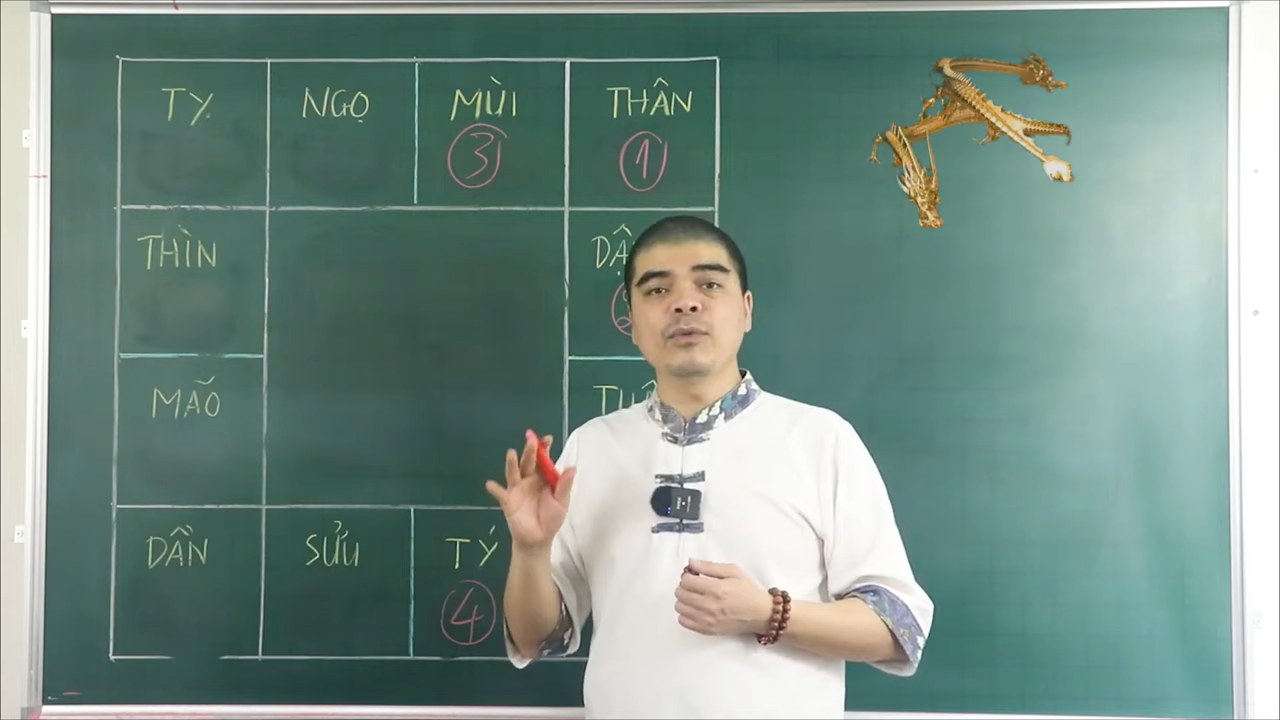 TỴ NGỌ MÙI THÂN
③ ①
THÌN
MÃO
DẦN SỬU TÝ
④